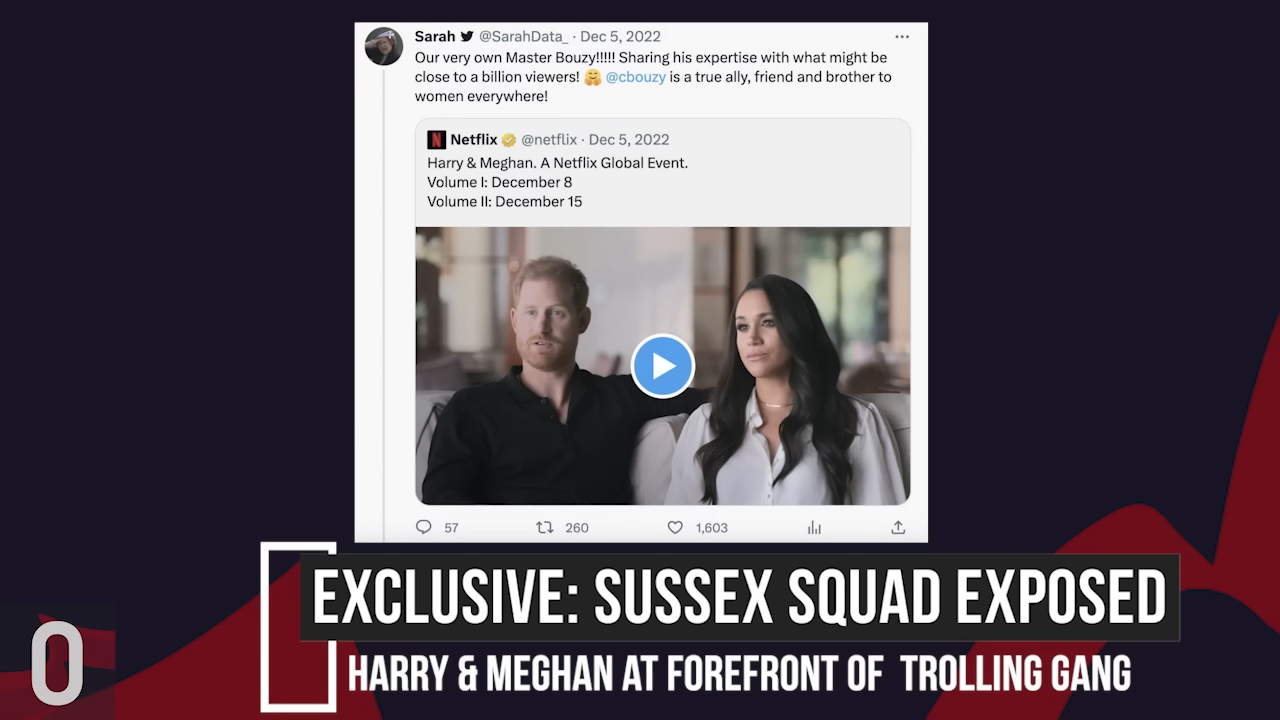 Sarah @SarahData_ · Dec 5, 2022
Our very own Master Bouzy!!!!! Sharing his expertise with what might be
close to a billion viewers! 🤗 @cbouzy is a true ally, friend and brother to
women everywhere!
N Netflix @netflix · Dec 5, 2022
Harry & Meghan. A Netflix Global Event.
Volume I: December 8
Volume II: December 15
57 260 1,603
EXCLUSIVE: SUSSEX SQUAD EXPOSED
HARRY & MEGHAN AT FOREFRONT OF TROLLING GANG
0